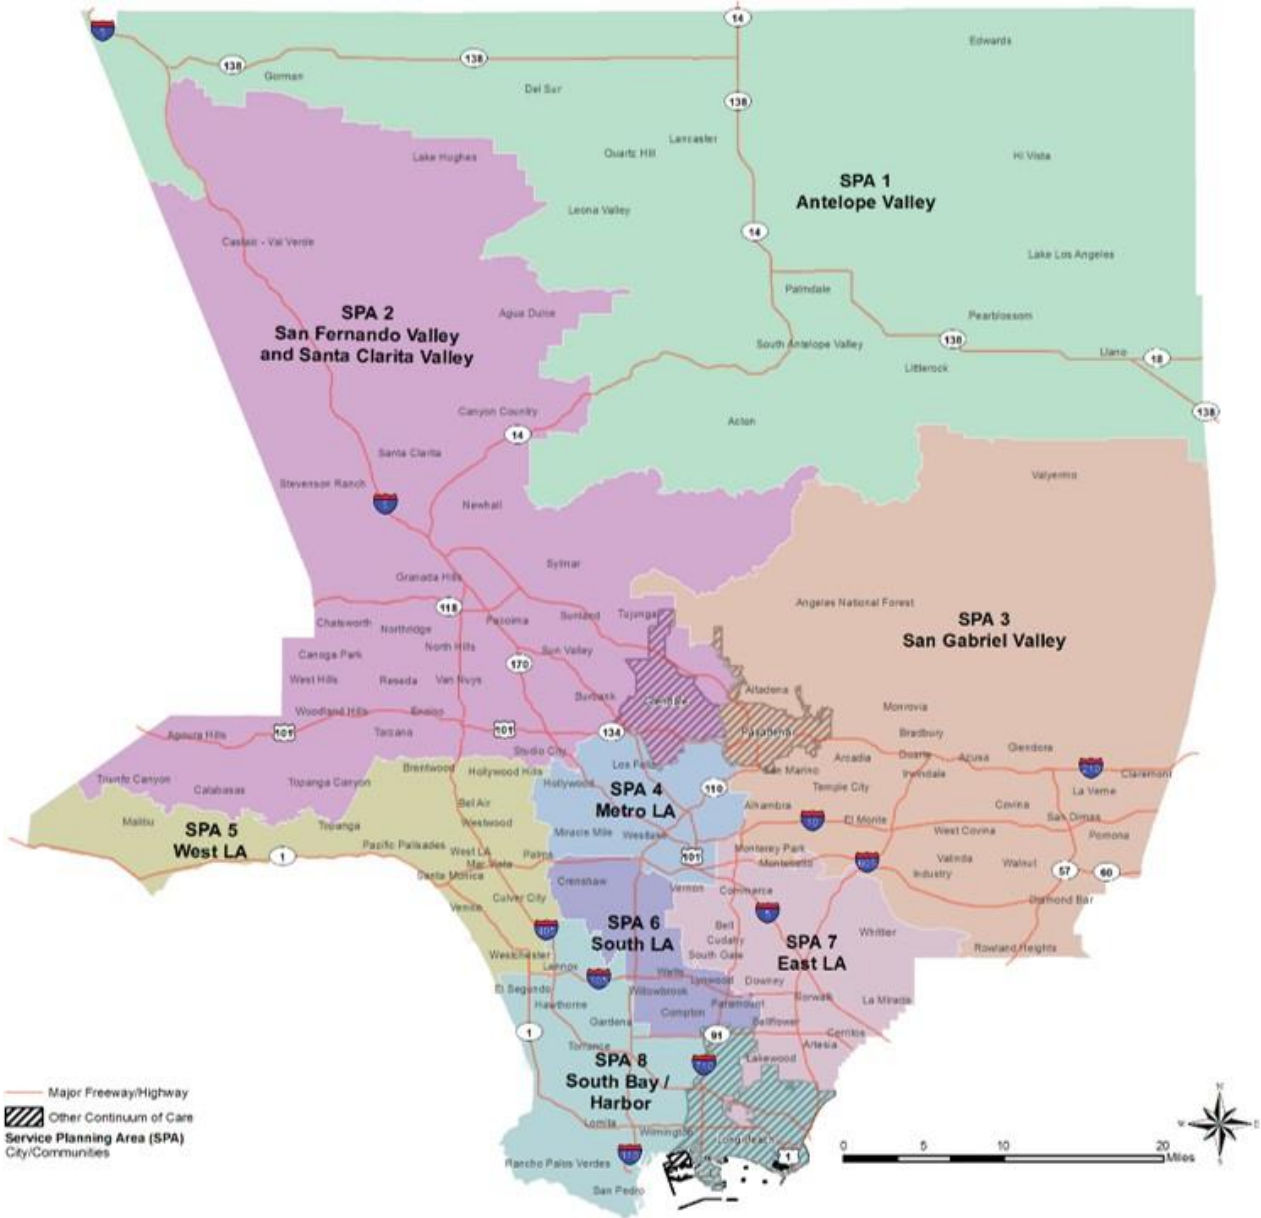 14
5
Edwards
138
138
Gorman
Del Sur
138
Lancaster
Quartz Hill
Lake Hughes
Hi Vista
SPA 1
Antelope Valley
Leona Valley
14
Castaic - Val Verde
Lake Los Angeles
Palmdale
SPA 2
San Fernando Valley
and Santa Clarita Valley
Agua Dulce
Pearblossom
138
South Antelope Valley
Llano
18
Littlerock
Canyon Country
138
Acton
14
Santa Clarita
Valyermo
Stevenson Ranch
5
Newhall
Sylmar
Granada Hills
118
Angeles National Forest
Chatsworth
Northridge
Pacoima
Sunland
Tujunga
SPA 3
San Gabriel Valley
Canoga Park
North Hills
Sun Valley
170
West Hills
Reseda
Van Nuys
Burbank
Glendale
Altadena
Woodland Hills
Encino
Monrovia
Agoura Hills
101
Tarzana
101
134
Pasadena
Bradbury
Studio City
Arcadia
Duarte
Azusa
Glendora
Brentwood
Hollywood Hills
Los Feliz
San Marino
Irwindale
210
Claremont
Triunfo Canyon
Calabasas
Topanga Canyon
Hollywood
SPA 4
Metro LA
110
Temple City
La Verne
Bel Air
Alhambra
Covina
Malibu
SPA 5
West LA
Topanga
Westwood
Miracle Mile
Westlake
10
El Monte
San Dimas
West Covina
Pomona
1
Pacific Palisades
West LA
Palms
101
Monterey Park
Mar Vista
Montebello
605
Valinda
Walnut
57
60
Santa Monica
Crenshaw
Vernon
Commerce
Industry
Culver City
Diamond Bar
Venice
5
405
SPA 6
South LA
Bell
Cudahy
SPA 7
East LA
Whittier
Rowland Heights
Westchester
South Gate
Lennox
105
Watts
Lynwood
Downey
El Segundo
Willowbrook
Norwalk
La Mirada
Hawthorne
Compton
Paramount
Gardena
Bellflower
1
91
Cerritos
Torrance
Artesia
SPA 8
South Bay /
Harbor
710
Lakewood
Lomita
Wilmington
Long Beach
110
1
Rancho Palos Verdes
San Pedro
Major Freeway/Highway
Other Continuum of Care
Service Planning Area (SPA)
City/Communities
N
W
E
S
0 5 10 20
Miles